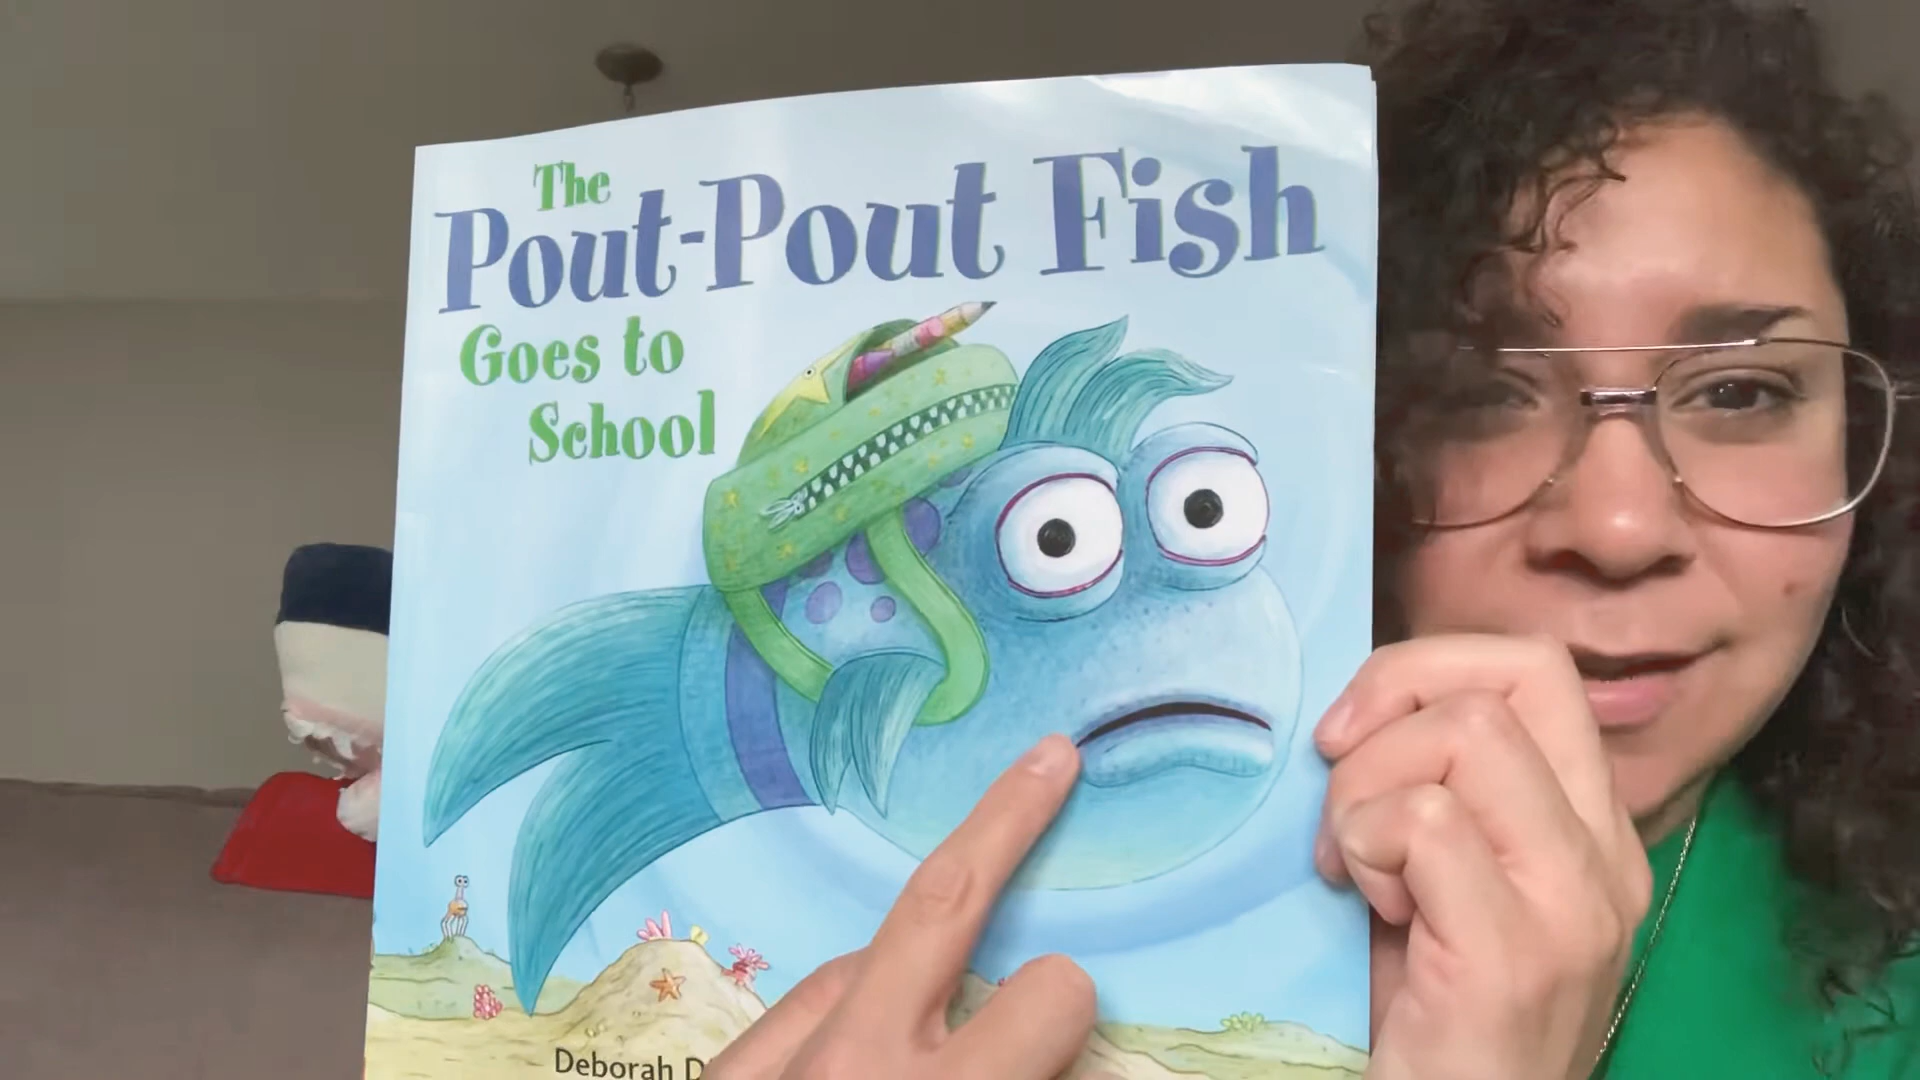 The
Pout-Pout Fish
Goes to
School
Deborah